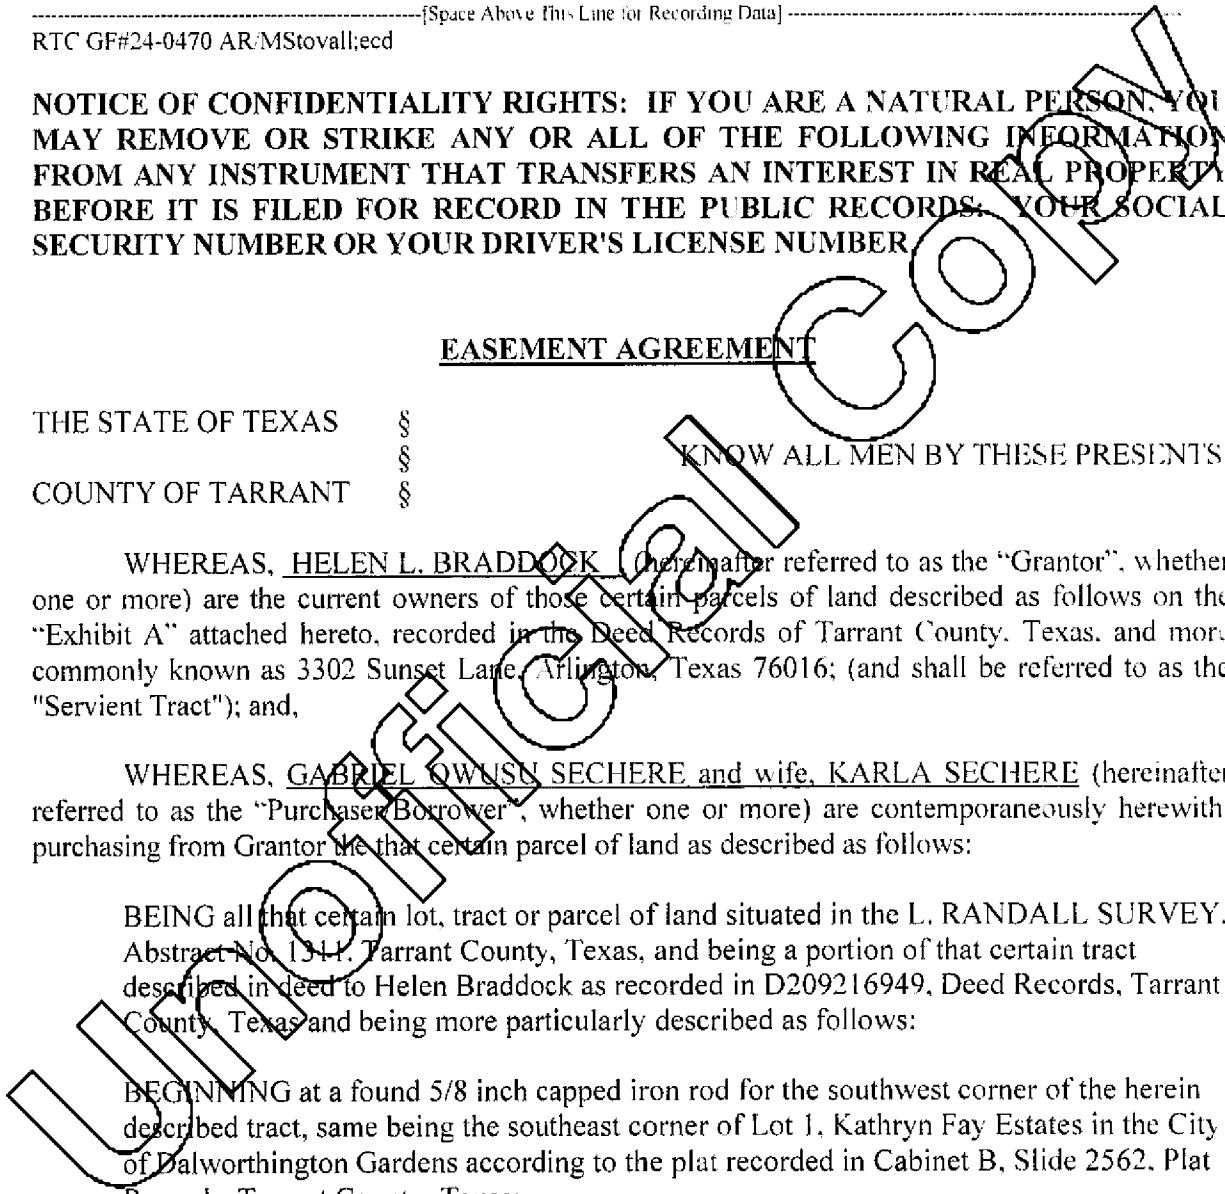 [Space Above This Line for Recording Data]
RTC GF#24-0470 AR/MStovall;ecd
NOTICE OF CONFIDENTIALITY RIGHTS: IF YOU ARE A NATURAL PERSON, YOU
MAY REMOVE OR STRIKE ANY OR ALL OF THE FOLLOWING INFORMATION
FROM ANY INSTRUMENT THAT TRANSFERS AN INTEREST IN REAL PROPERTY
BEFORE IT IS FILED FOR RECORD IN THE PUBLIC RECORDS: YOUR SOCIAL
SECURITY NUMBER OR YOUR DRIVER'S LICENSE NUMBER
EASEMENT AGREEMENT
THE STATE OF TEXAS §
§ KNOW ALL MEN BY THESE PRESENTS
COUNTY OF TARRANT §
WHEREAS, HELEN L. BRADDOCK (hereinafter referred to as the “Grantor”, whether
one or more) are the current owners of those certain parcels of land described as follows on the
“Exhibit A” attached hereto, recorded in the Deed Records of Tarrant County, Texas, and more
commonly known as 3302 Sunset Lane, Arlington, Texas 76016; (and shall be referred to as the
"Servient Tract"); and,
WHEREAS, GABRIEL OWUSU SECHERE and wife, KARLA SECHERE (hereinafter
referred to as the “Purchaser/Borrower”, whether one or more) are contemporaneously herewith
purchasing from Grantor the that certain parcel of land as described as follows:
BEING all that certain lot, tract or parcel of land situated in the L. RANDALL SURVEY,
Abstract No. 1311, Tarrant County, Texas, and being a portion of that certain tract
described in deed to Helen Braddock as recorded in D209216949, Deed Records, Tarrant
County, Texas and being more particularly described as follows:
BEGINNING at a found 5/8 inch capped iron rod for the southwest corner of the herein
described tract, same being the southeast corner of Lot 1, Kathryn Fay Estates in the City
of Dalworthington Gardens according to the plat recorded in Cabinet B, Slide 2562, Plat
Unofficial Copy